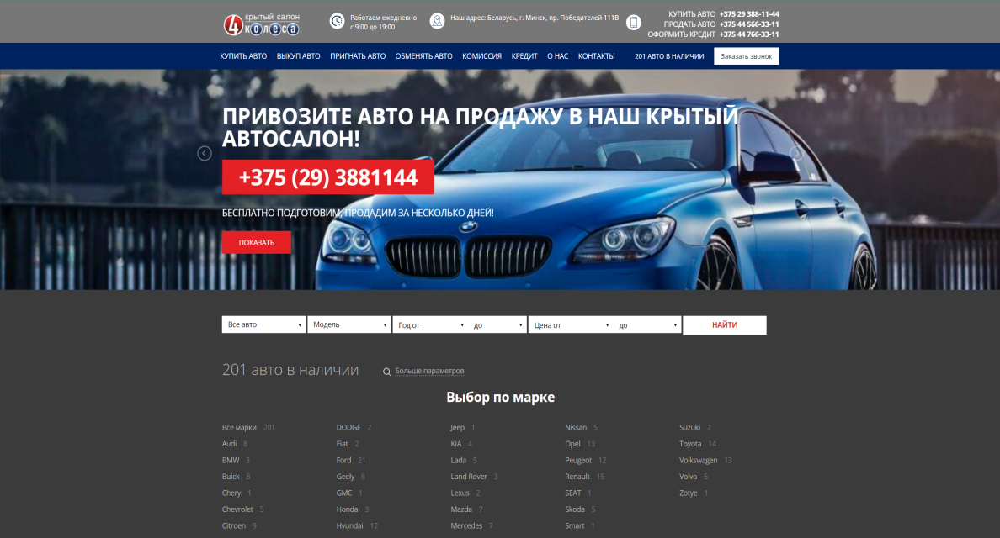 крытый салон
4 колеса
Работаем ежедневно
с 9:00 до 19:00
Наш адрес: Беларусь, г. Минск, пр. Победителей 111В
КУПИТЬ АВТО +375 29 388-11-44
ПРОДАТЬ АВТО +375 44 566-33-11
ОФОРМИТЬ КРЕДИТ +375 44 766-33-11
КУПИТЬ АВТО ВЫКУП АВТО ПРИГНАТЬ АВТО ОБМЕНЯТЬ АВТО КОМИССИЯ КРЕДИТ О НАС КОНТАКТЫ 201 АВТО В НАЛИЧИИ Заказать звонок
ПРИВОЗИТЕ АВТО НА ПРОДАЖУ В НАШ КРЫТЫЙ
АВТОСАЛОН!
+375 (29) 3881144
БЕСПЛАТНО ПОДГОТОВИМ, ПРОДАДИМ ЗА НЕСКОЛЬКО ДНЕЙ!
ПОКАЗАТЬ
Все авто Модель Год от до Цена от до НАЙТИ
201 авто в наличии Больше параметров
Выбор по марке
Все марки 201 DODGE 2 Jeep 1 Nissan 5 Suzuki 2
Audi 8 Fiat 2 KIA 4 Opel 13 Toyota 14
BMW 3 Ford 21 Lada 5 Peugeot 12 Volkswagen 13
Buick 8 Geely 8 Land Rover 3 Renault 15 Volvo 5
Chery 1 GMC 1 Lexus 2 SEAT 1 Zotye 1
Chevrolet 5 Honda 3 Mazda 7 Skoda 5
Citroen 9 Hyundai 12 Mercedes 7 Smart 1